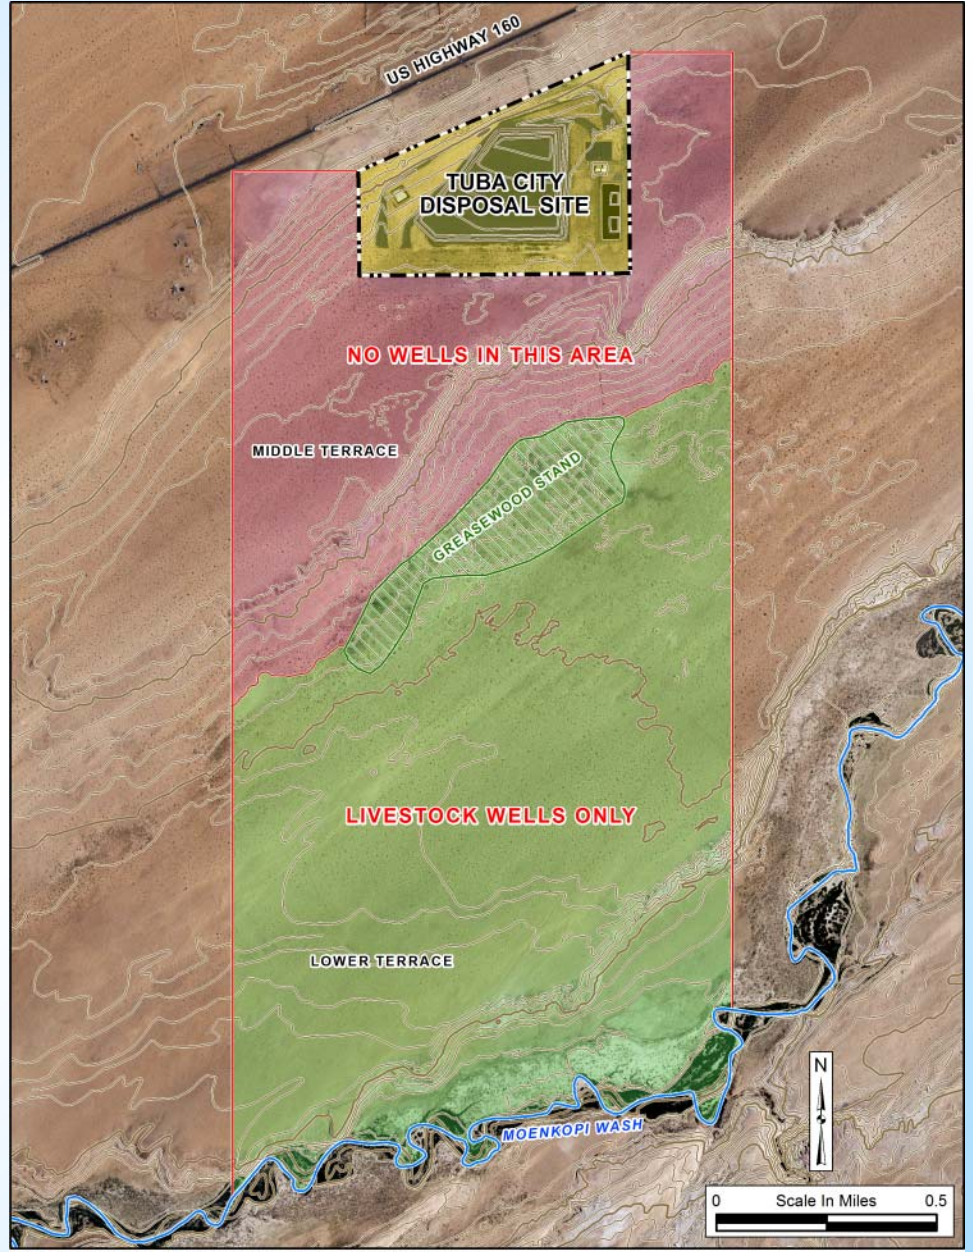 US HIGHWAY 160
TUBA CITY
DISPOSAL SITE
NO WELLS IN THIS AREA
MIDDLE TERRACE
GREASEWOOD STAND
LIVESTOCK WELLS ONLY
LOWER TERRACE
MOENKOPI WASH
N
0 Scale In Miles 0.5